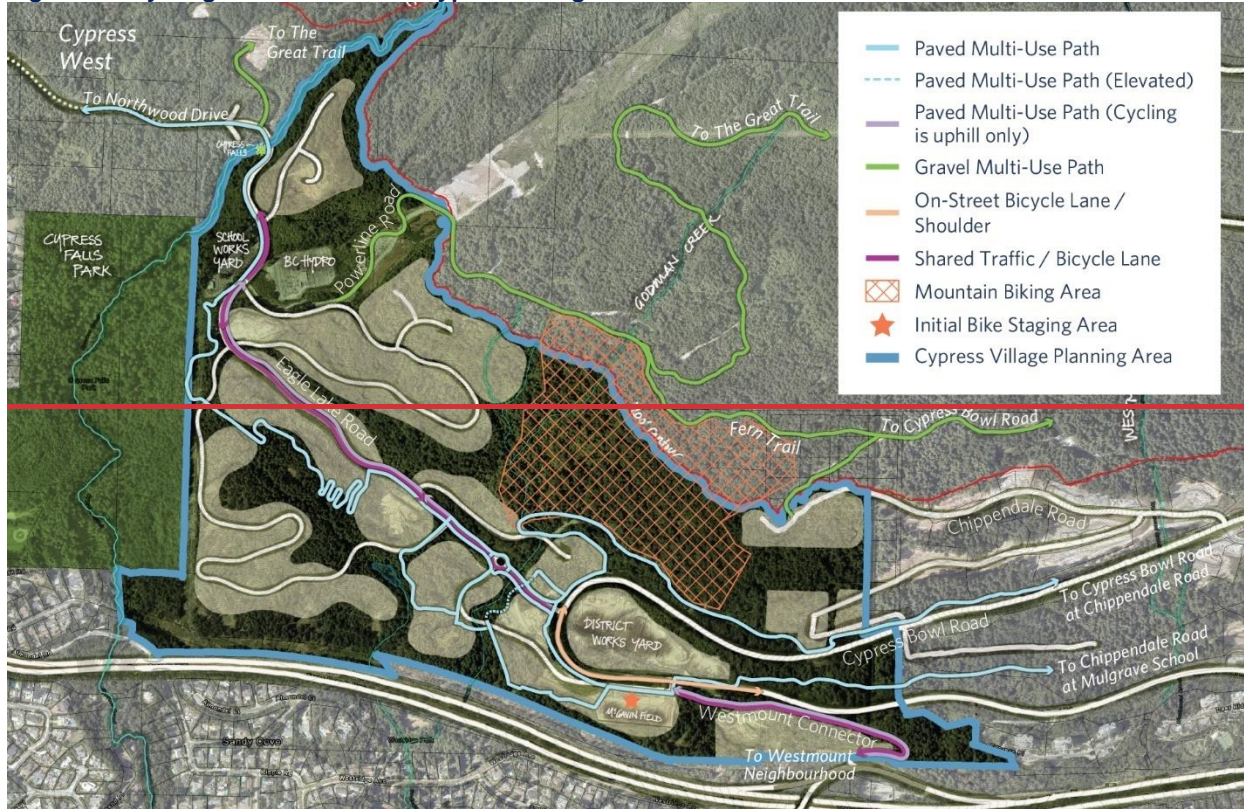 Cypress
West
To The
Great Trail
To Northwood Drive
CYPRESS
FALLS
To The Great Trail
CYPRESS
FALLS
PARK
SCHOOL
WORKS
YARD
BC HYDRO
Powerline Road
GODMAN CREEK
Eagle Lake Road
Fern Trail
To Cypress Bowl Road
Chippendale Road
DISTRICT
WORKS YARD
Cypress Bowl Road
To Cypress Bowl Road
at Chippendale Road
To Chippendale Road
at Mulgrave School
McGAVIN FIELD
Westmount Connector
To Westmount
Neighbourhood
Sandy Cove
Paved Multi-Use Path
Paved Multi-Use Path (Elevated)
Paved Multi-Use Path (Cycling
is uphill only)
Gravel Multi-Use Path
On-Street Bicycle Lane /
Shoulder
Shared Traffic / Bicycle Lane
Mountain Biking Area
Initial Bike Staging Area
Cypress Village Planning Area